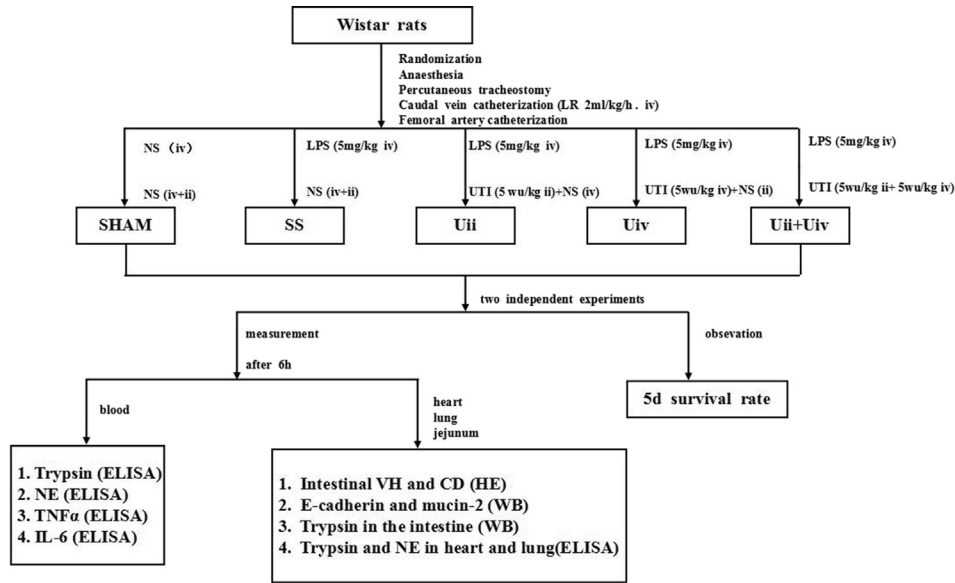 Wistar rats
Randomization
Anaesthesia
Percutaneous tracheostomy
Caudal vein catheterization (LR 2ml/kg/h . iv)
Femoral artery catheterization
NS (iv)
LPS (5mg/kg iv)
LPS (5mg/kg iv)
LPS (5mg/kg iv)
LPS (5mg/kg iv)
NS (iv+ii)
NS (iv+ii)
UTI (5 wu/kg ii)+NS (iv)
UTI (5wu/kg iv)+NS (ii)
UTI (5wu/kg ii+ 5wu/kg iv)
SHAM
SS
Uii
Uiv
Uii+Uiv
two independent experiments
measurement
after 6h
obsevation
5d survival rate
blood
heart
lung
jejunum
1. Trypsin (ELISA)
2. NE (ELISA)
3. TNFα (ELISA)
4. IL-6 (ELISA)
1. Intestinal VH and CD (HE)
2. E-cadherin and mucin-2 (WB)
3. Trypsin in the intestine (WB)
4. Trypsin and NE in heart and lung(ELISA)